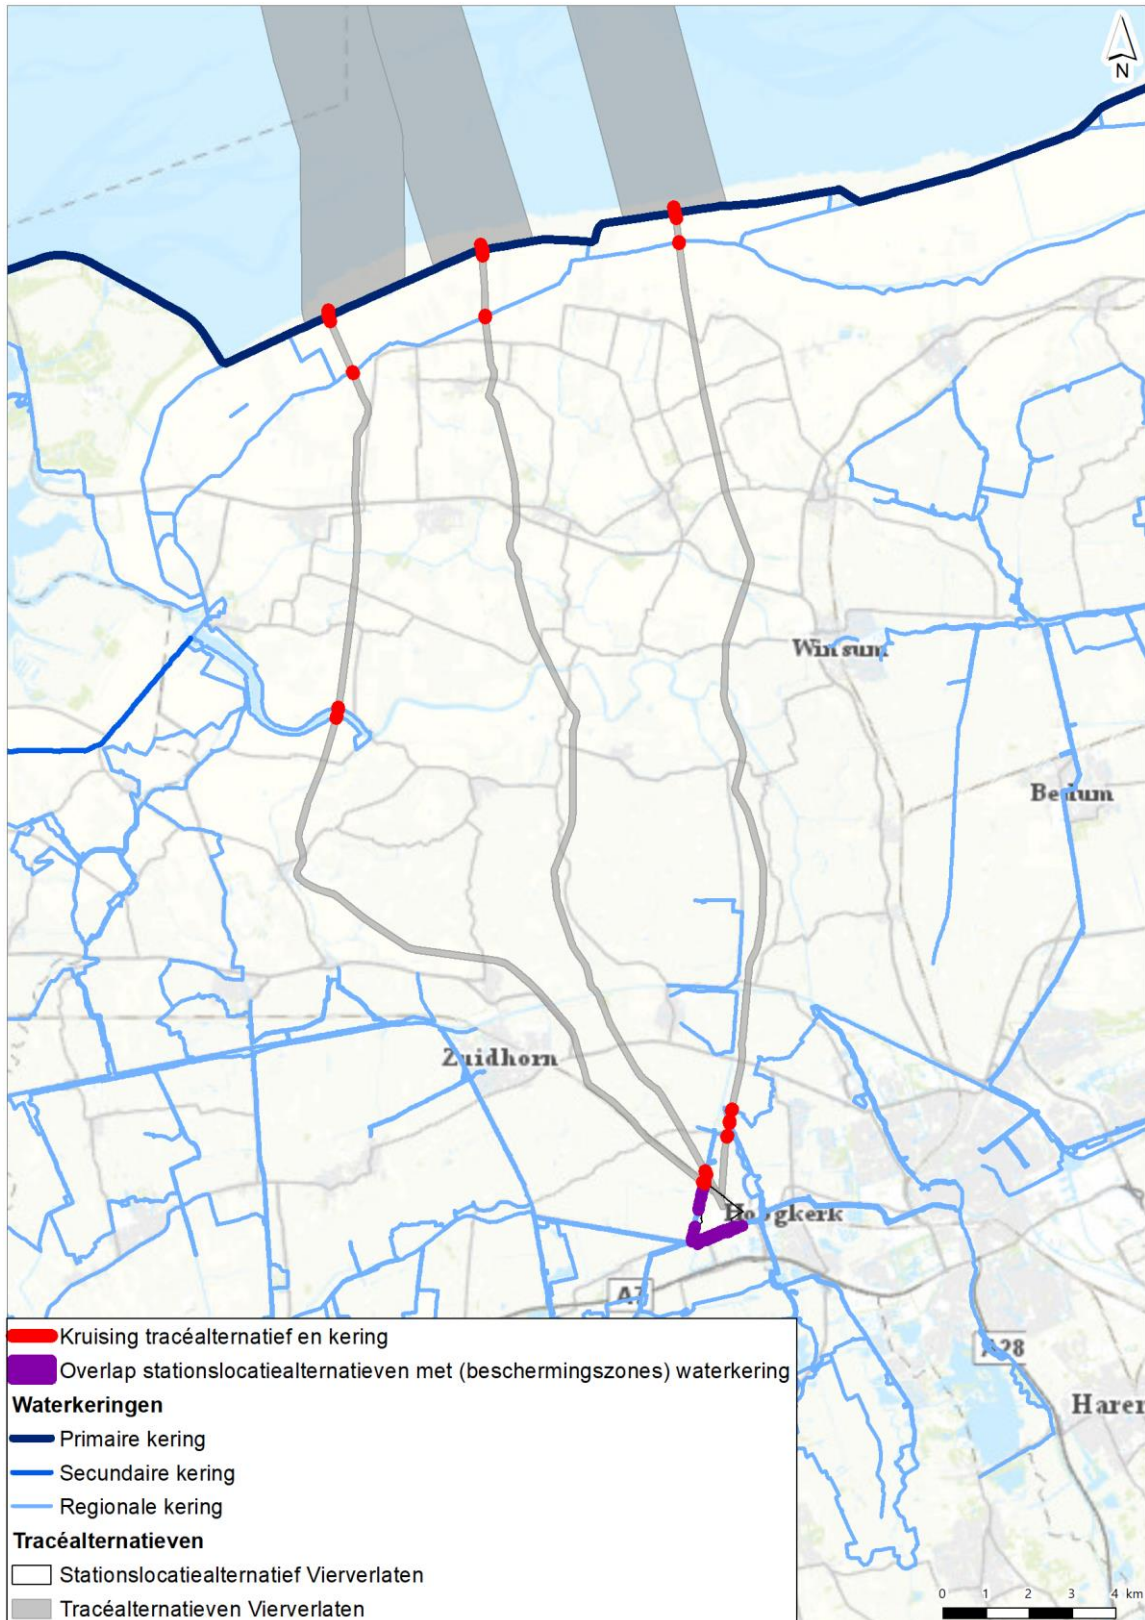 N
Winsum
Bedum
Zuidhorn
Hoogkerk
A7
A28
Haren
Kruising tracéalternatief en kering
Overlap stationslocatiealternatieven met (beschermingszones) waterkering
Waterkeringen
Primaire kering
Secundaire kering
Regionale kering
Tracéalternatieven
Stationslocatiealternatief Vierverlaten
Tracéalternatieven Vierverlaten
0 1 2 3 4 km